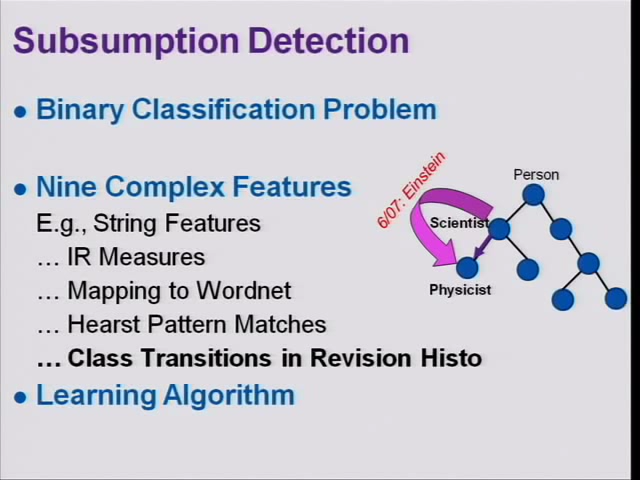 Subsumption Detection
Binary Classification Problem
Nine Complex Features
E.g., String Features
… IR Measures
… Mapping to Wordnet
… Hearst Pattern Matches
… Class Transitions in Revision Histo
Learning Algorithm
6/07: Einstein
Person
Scientist
Physicist